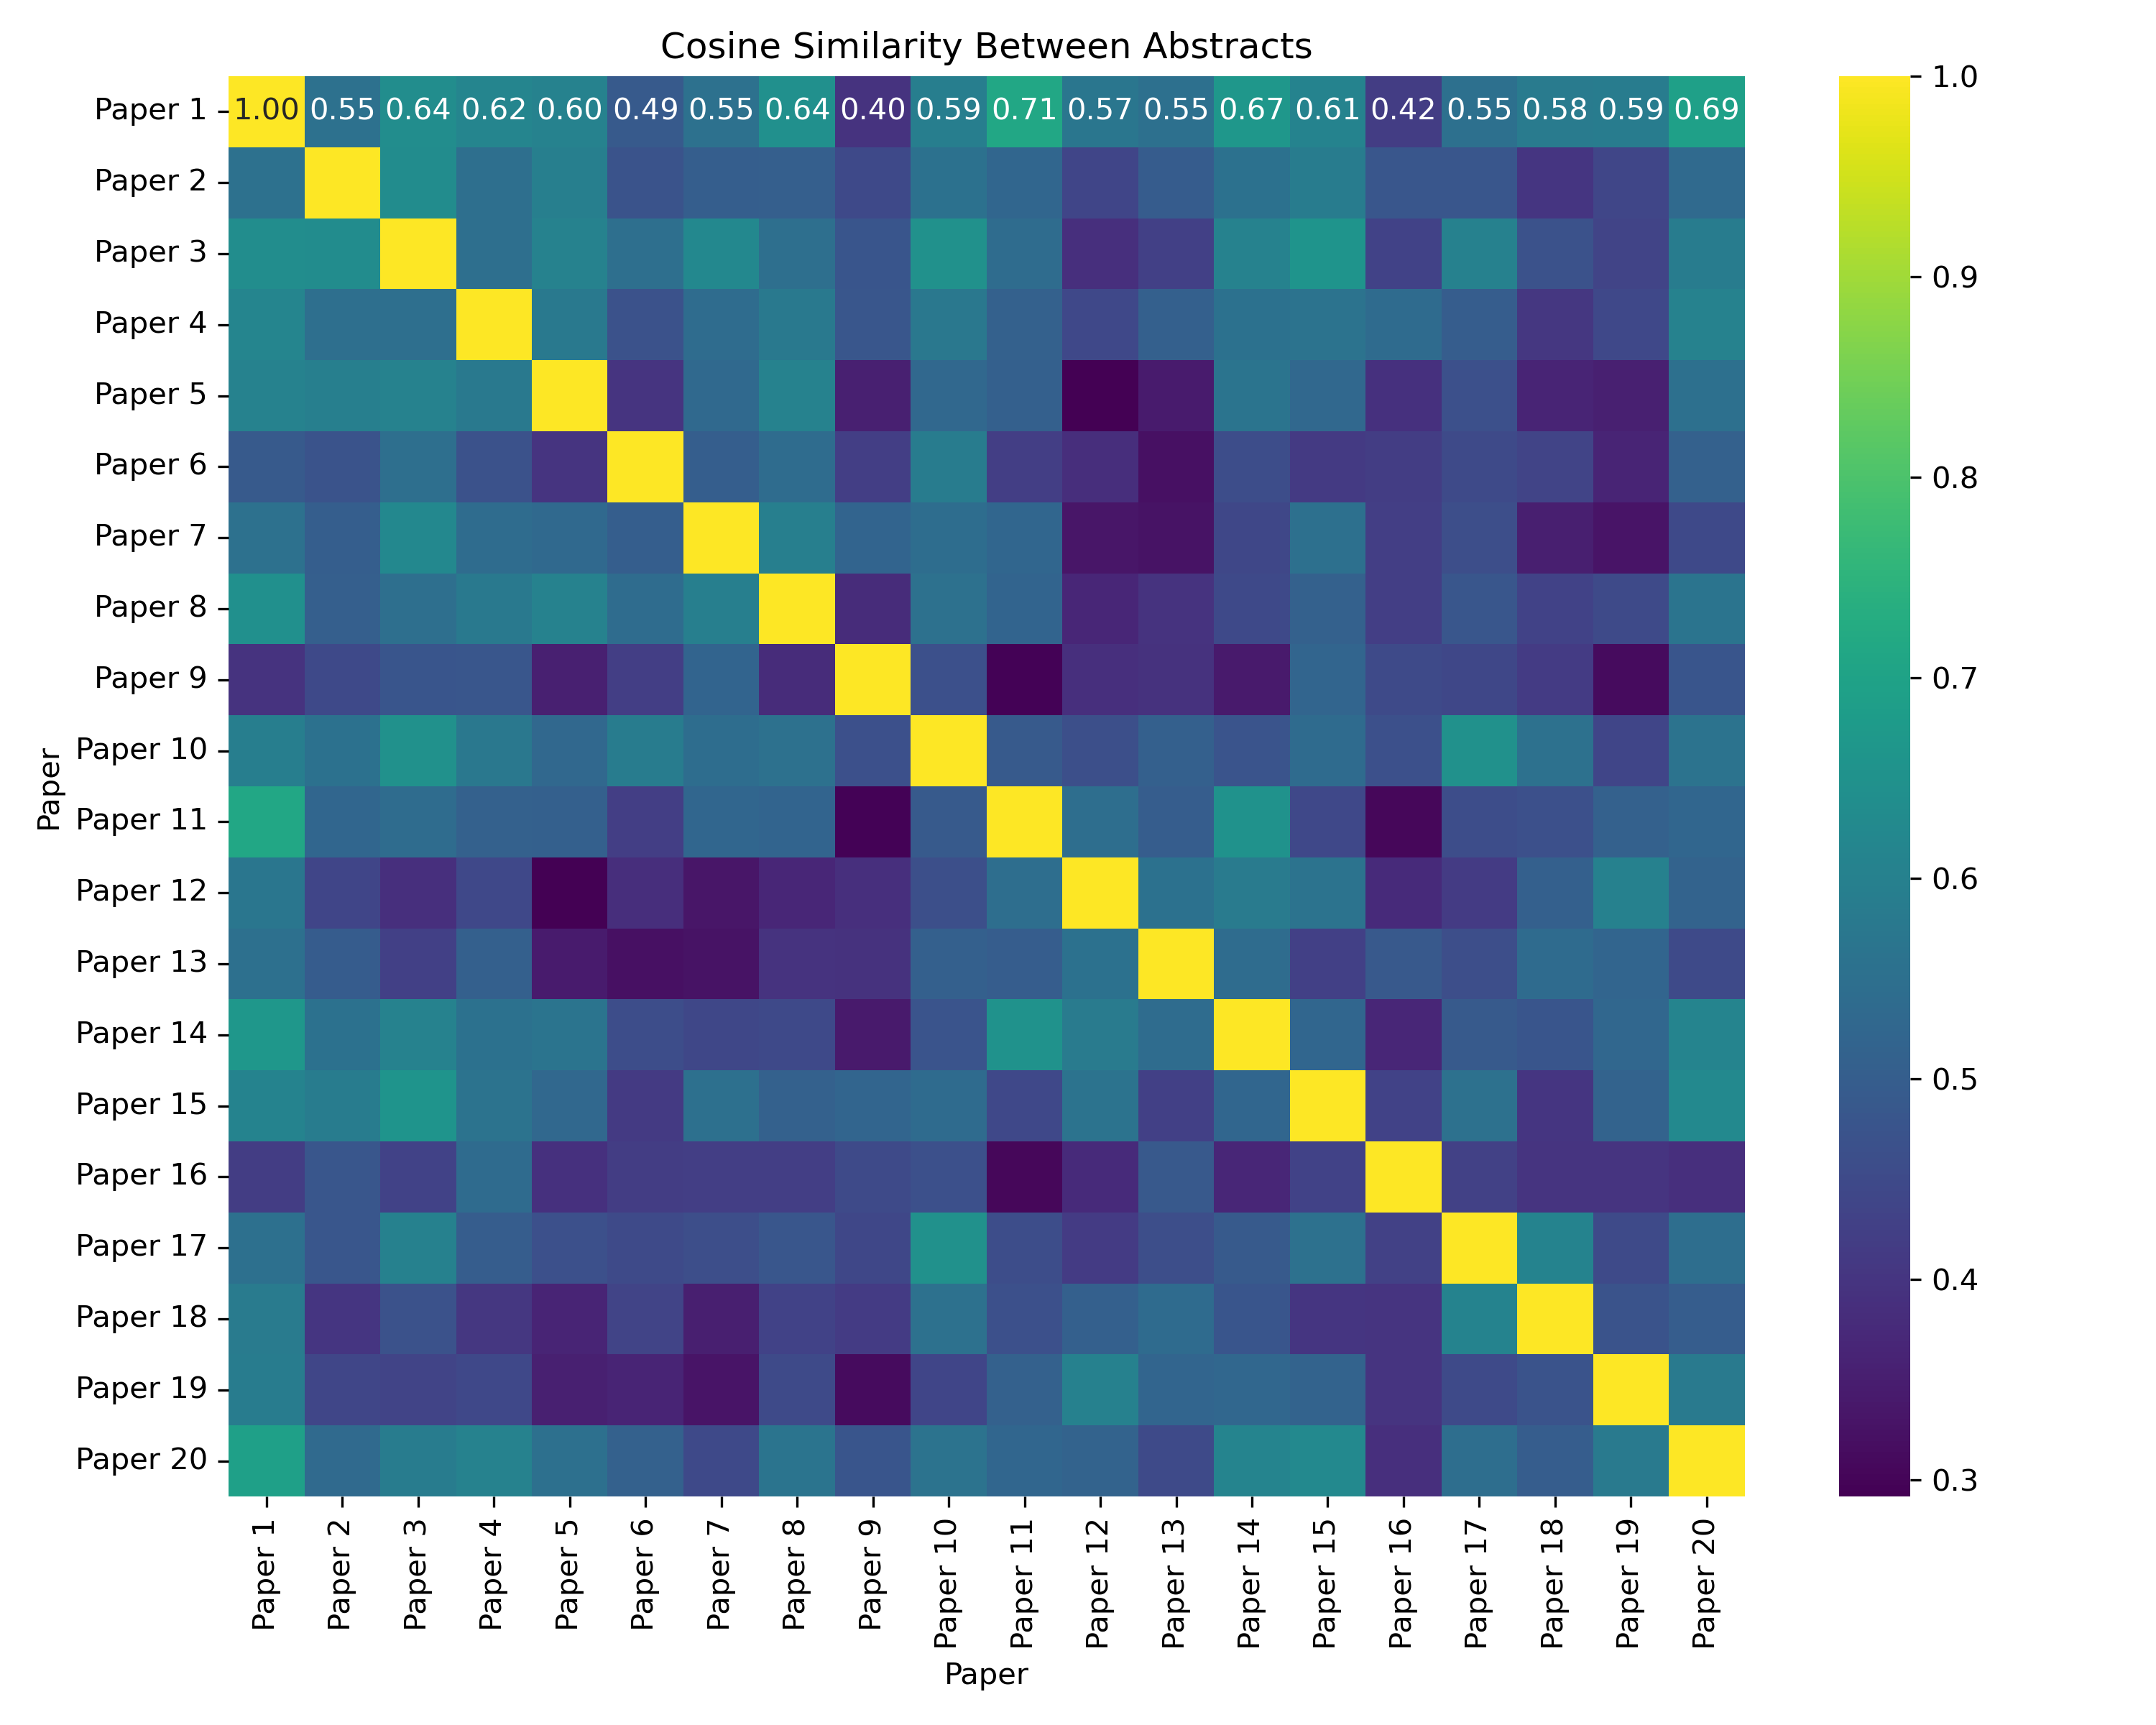 Cosine Similarity Between Abstracts
Paper 1 1.00 0.55 0.64 0.62 0.60 0.49 0.55 0.64 0.40 0.59 0.71 0.57 0.55 0.67 0.61 0.42 0.55 0.58 0.59 0.69
Paper 2
Paper 3
Paper 4
Paper 5
Paper 6
Paper 7
Paper 8
Paper 9
Paper 10
Paper 11
Paper 12
Paper 13
Paper 14
Paper 15
Paper 16
Paper 17
Paper 18
Paper 19
Paper 20
Paper
Paper 1 Paper 2 Paper 3 Paper 4 Paper 5 Paper 6 Paper 7 Paper 8 Paper 9 Paper 10 Paper 11 Paper 12 Paper 13 Paper 14 Paper 15 Paper 16 Paper 17 Paper 18 Paper 19 Paper 20
Paper
1.0
0.9
0.8
0.7
0.6
0.5
0.4
0.3